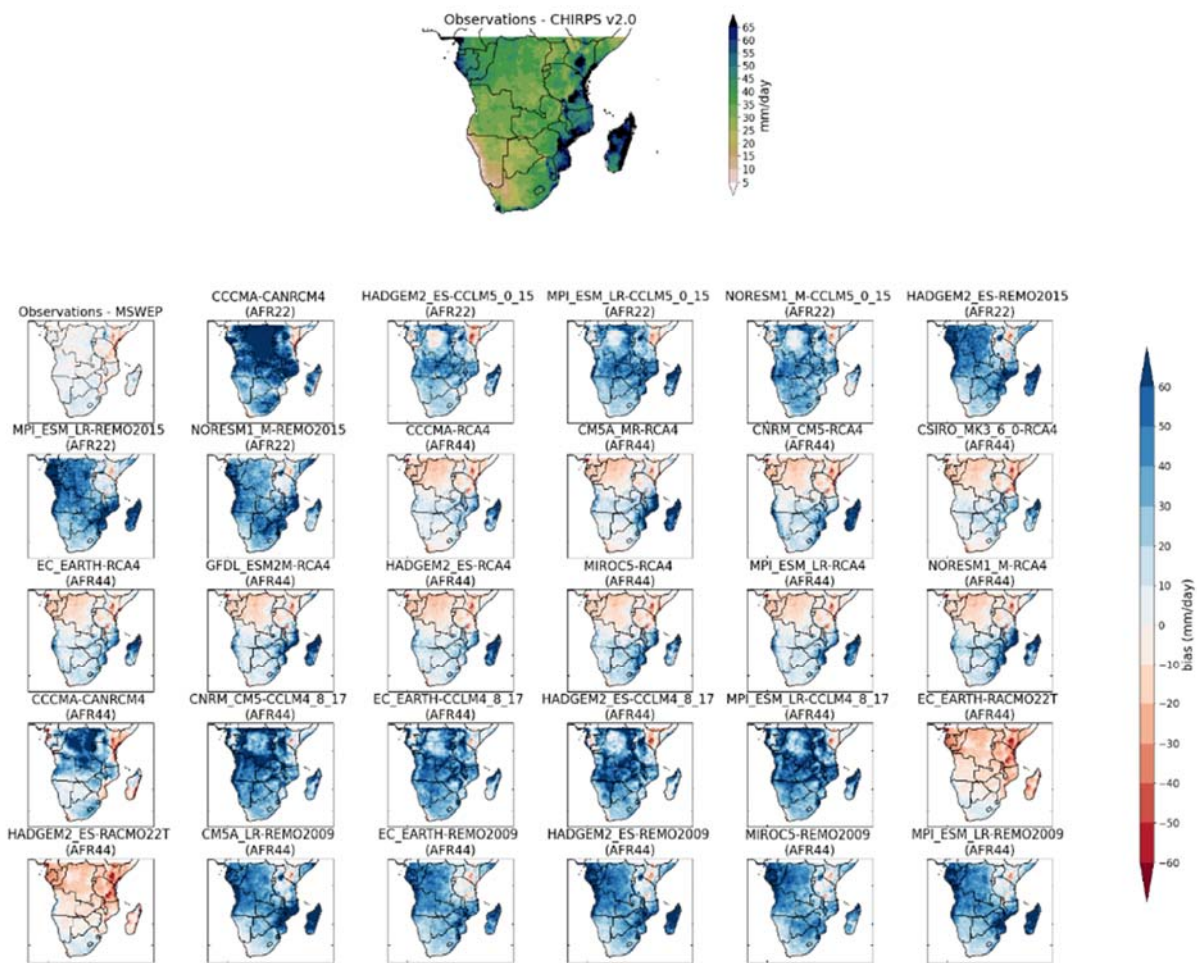 Observations - CHIRPS v2.0
65
60
55
50
45
40
35
30
25
20
15
10
5
mm/day
Observations - MSWEP
CCCMA-CANRCM4
(AFR22)
HADGEM2_ES-CCLM5_0_15
(AFR22)
MPI_ESM_LR-CCLM5_0_15
(AFR22)
NORESM1_M-CCLM5_0_15
(AFR22)
HADGEM2_ES-REMO2015
(AFR22)
MPI_ESM_LR-REMO2015
(AFR22)
NORESM1_M-REMO2015
(AFR22)
CCCMA-RCA4
(AFR44)
CM5A_MR-RCA4
(AFR44)
CNRM_CM5-RCA4
(AFR44)
CSIRO_MK3_6_0-RCA4
(AFR44)
EC_EARTH-RCA4
(AFR44)
GFDL_ESM2M-RCA4
(AFR44)
HADGEM2_ES-RCA4
(AFR44)
MIROC5-RCA4
(AFR44)
MPI_ESM_LR-RCA4
(AFR44)
NORESM1_M-RCA4
(AFR44)
CCCMA-CANRCM4
(AFR44)
CNRM_CM5-CCLM4_8_17
(AFR44)
EC_EARTH-CCLM4_8_17
(AFR44)
HADGEM2_ES-CCLM4_8_17
(AFR44)
MPI_ESM_LR-CCLM4_8_17
(AFR44)
EC_EARTH-RACMO22T
(AFR44)
HADGEM2_ES-RACMO22T
(AFR44)
CM5A_LR-REMO2009
(AFR44)
EC_EARTH-REMO2009
(AFR44)
HADGEM2_ES-REMO2009
(AFR44)
MIROC5-REMO2009
(AFR44)
MPI_ESM_LR-REMO2009
(AFR44)
60
50
40
30
20
10
0
−10
−20
−30
−40
−50
−60
bias (mm/day)